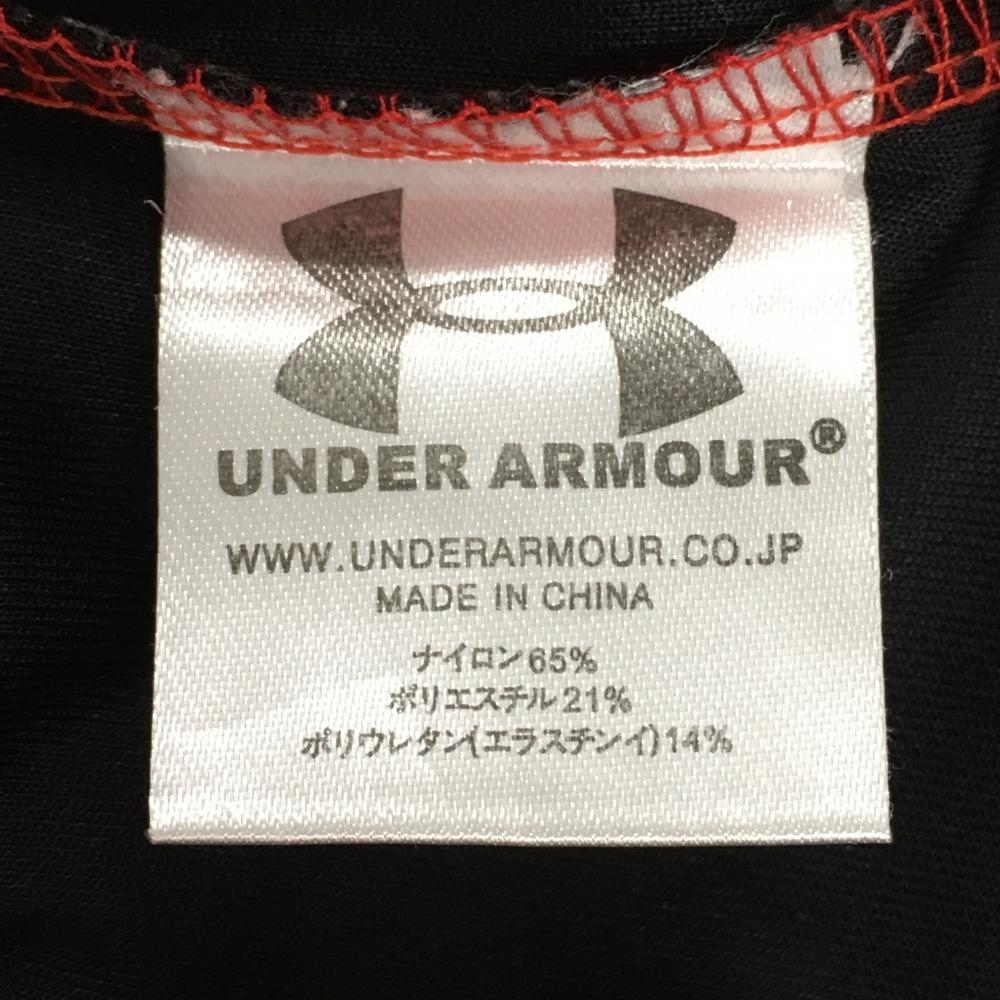 UNDER ARMOUR®
WWW.UNDERARMOUR.CO.JP
MADE IN CHINA
ナイロン65%
ポリエステル21%
ポリウレタン(エラスチンイ)14%